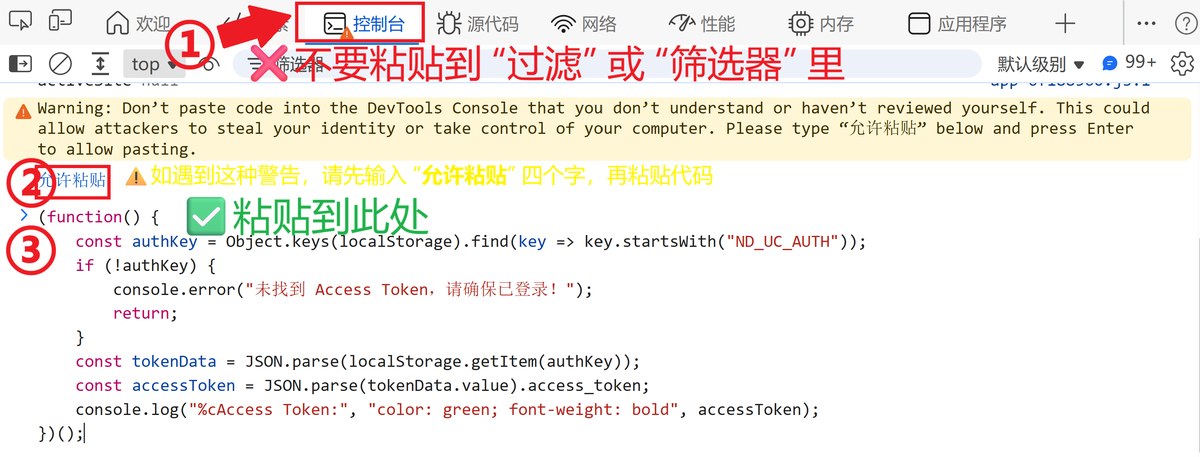 欢迎 控制台 源代码 网络 性能 内存 应用程序
①
top 筛选器 默认级别 99+
❌不要粘贴到“过滤”或“筛选器”里
Warning: Don’t paste code into the DevTools Console that you don’t understand or haven’t reviewed yourself. This could
allow attackers to steal your identity or take control of your computer. Please type “允许粘贴” below and press Enter
to allow pasting.
② 允许粘贴 ⚠️如遇到这种警告，请先输入“允许粘贴”四个字，再粘贴代码
(function() { ✅粘贴到此处
③ const authKey = Object.keys(localStorage).find(key => key.startsWith("ND_UC_AUTH"));
if (!authKey) {
console.error("未找到 Access Token，请确保已登录！");
return;
}
const tokenData = JSON.parse(localStorage.getItem(authKey));
const accessToken = JSON.parse(tokenData.value).access_token;
console.log("%cAccess Token:", "color: green; font-weight: bold", accessToken);
})();